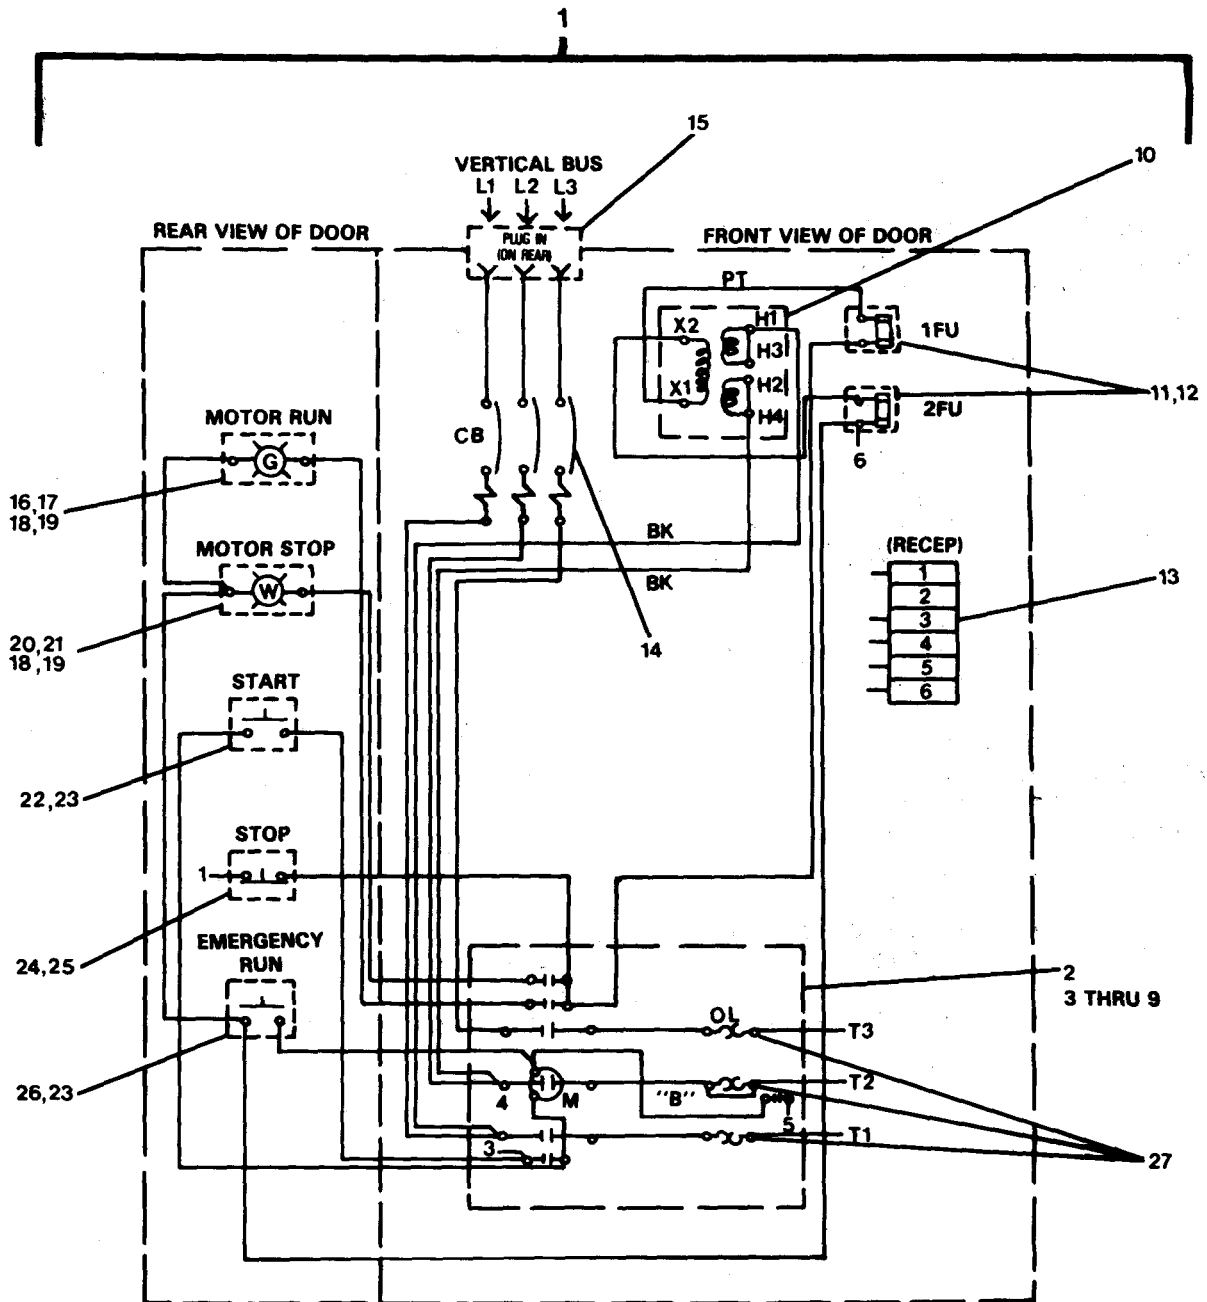 1
15
VERTICAL BUS
L1 L2 L3
10
REAR VIEW OF DOOR
PLUG IN
(ON REAR)
FRONT VIEW OF DOOR
PT
X2
H1
H3
X1
H2
H4
1FU
2FU
11,12
6
MOTOR RUN
G
CB
16,17
18,19
BK
BK
MOTOR STOP
W
(RECEP)
1
2
3
4
5
6
13
14
20,21
18,19
START
22,23
STOP
1
24,25
EMERGENCY
RUN
2
3 THRU 9
OL
T3
26,23
4
M
"B"
T2
5
T1
3
27